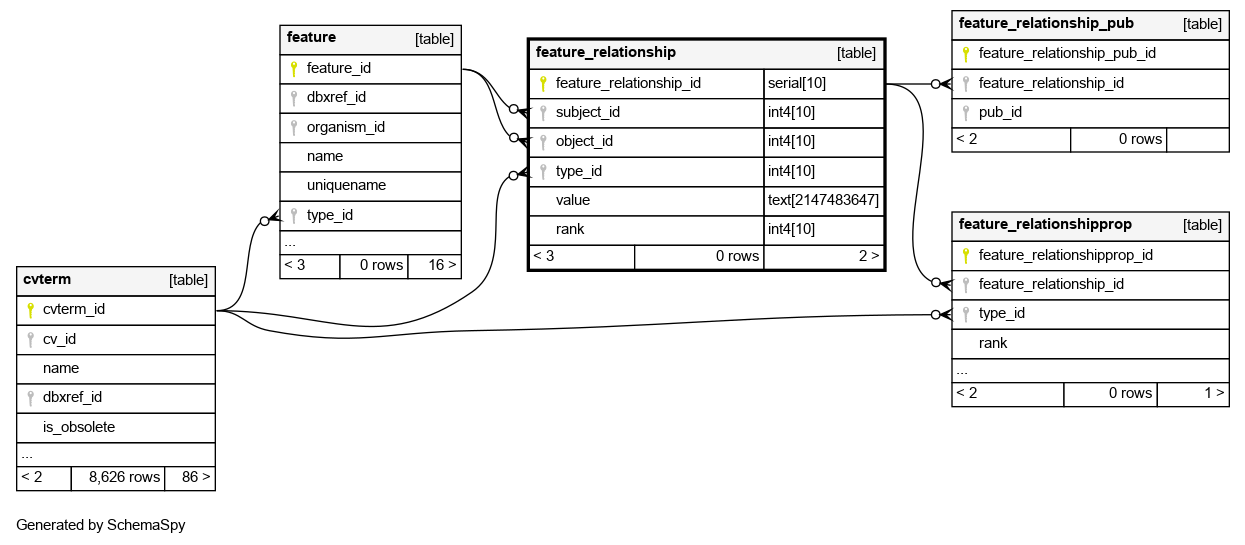 feature [table]
feature_id
dbxref_id
organism_id
name
uniquename
type_id
...
< 3 0 rows 16 >
feature_relationship [table]
feature_relationship_id serial[10]
subject_id int4[10]
object_id int4[10]
type_id int4[10]
value text[2147483647]
rank int4[10]
< 3 0 rows 2 >
feature_relationship_pub [table]
feature_relationship_pub_id
feature_relationship_id
pub_id
< 2 0 rows
feature_relationshipprop [table]
feature_relationshipprop_id
feature_relationship_id
type_id
rank
...
< 2 0 rows 1 >
cvterm [table]
cvterm_id
cv_id
name
dbxref_id
is_obsolete
...
< 2 8,626 rows 86 >
Generated by SchemaSpy